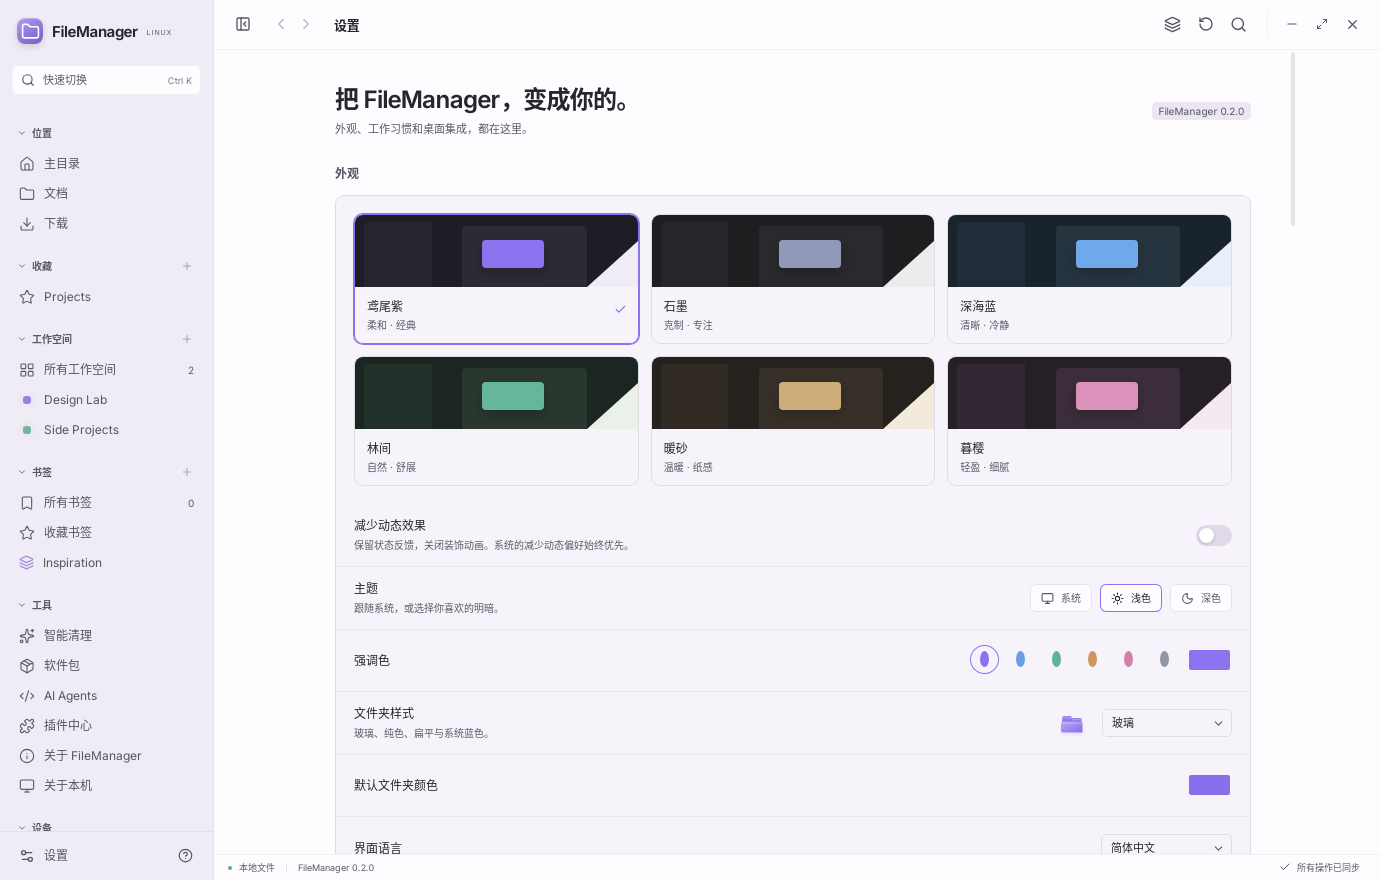 FileManager LINUX
快速切换 Ctrl K
位置
主目录
文档
下载
收藏
Projects
工作空间
所有工作空间 2
Design Lab
Side Projects
书签
所有书签 0
收藏书签
Inspiration
工具
智能清理
软件包
AI Agents
插件中心
关于 FileManager
关于本机
设备
设置
设置
把 FileManager，变成你的。
外观、工作习惯和桌面集成，都在这里。
FileManager 0.2.0
外观
鸢尾紫
柔和 · 经典
石墨
克制 · 专注
深海蓝
清晰 · 冷静
林间
自然 · 舒展
暖砂
温暖 · 纸感
暮樱
轻盈 · 细腻
减少动态效果
保留状态反馈，关闭装饰动画。系统的减少动态偏好始终优先。
主题
跟随系统，或选择你喜欢的明暗。
系统 浅色 深色
强调色
文件夹样式
玻璃、纯色、扁平与系统蓝色。
玻璃
默认文件夹颜色
界面语言
简体中文
本地文件 FileManager 0.2.0
所有操作已同步